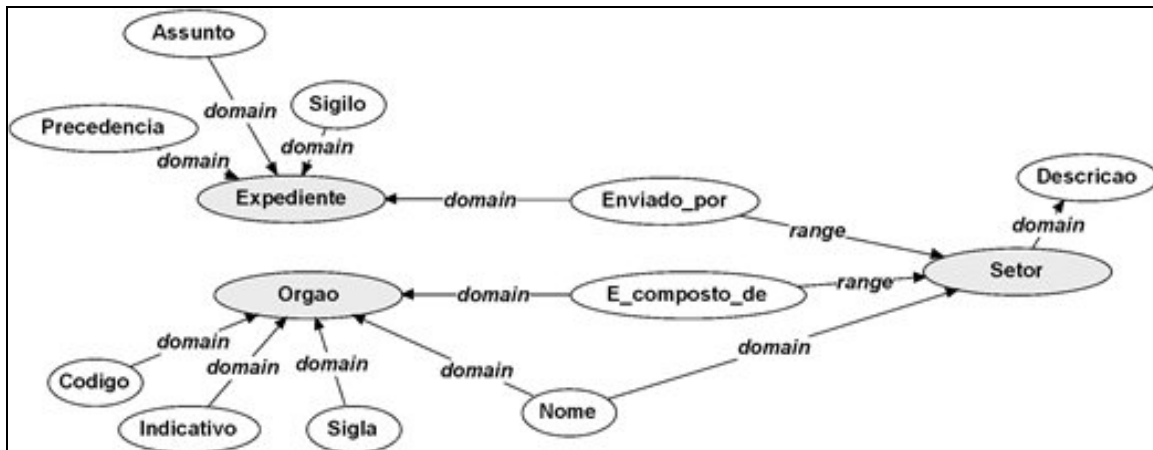 Assunto
domain
Sigilo
Precedencia
domain
domain
Expediente
domain
Enviado_por
range
Descricao
domain
Setor
Orgao
domain
E_composto_de
range
domain
domain
domain
domain
domain
Codigo
Indicativo
Sigla
Nome